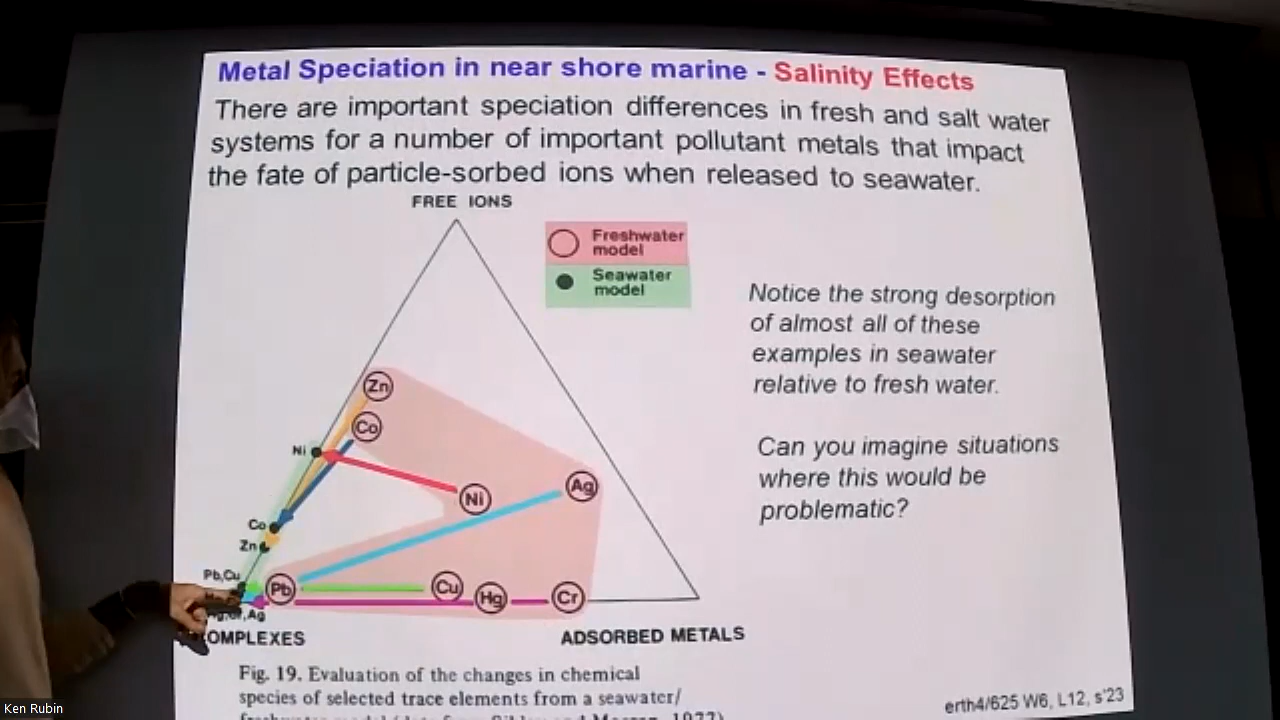 Metal Speciation in near shore marine - Salinity Effects
There are important speciation differences in fresh and salt water
systems for a number of important pollutant metals that impact
the fate of particle-sorbed ions when released to seawater.
FREE IONS
Freshwater
model
Seawater
model
Notice the strong desorption
of almost all of these
examples in seawater
relative to fresh water.
Can you imagine situations
where this would be
problematic?
Zn
Co
Ni
Ni
Ag
Co
Zn
Pb,Cu
Pb
Cu
Hg
Cr
Ag
OMPLEXES
ADSORBED METALS
Fig. 19. Evaluation of the changes in chemical
species of selected trace elements from a seawater/
erth4/625 W6, L12, s'23
Ken Rubin